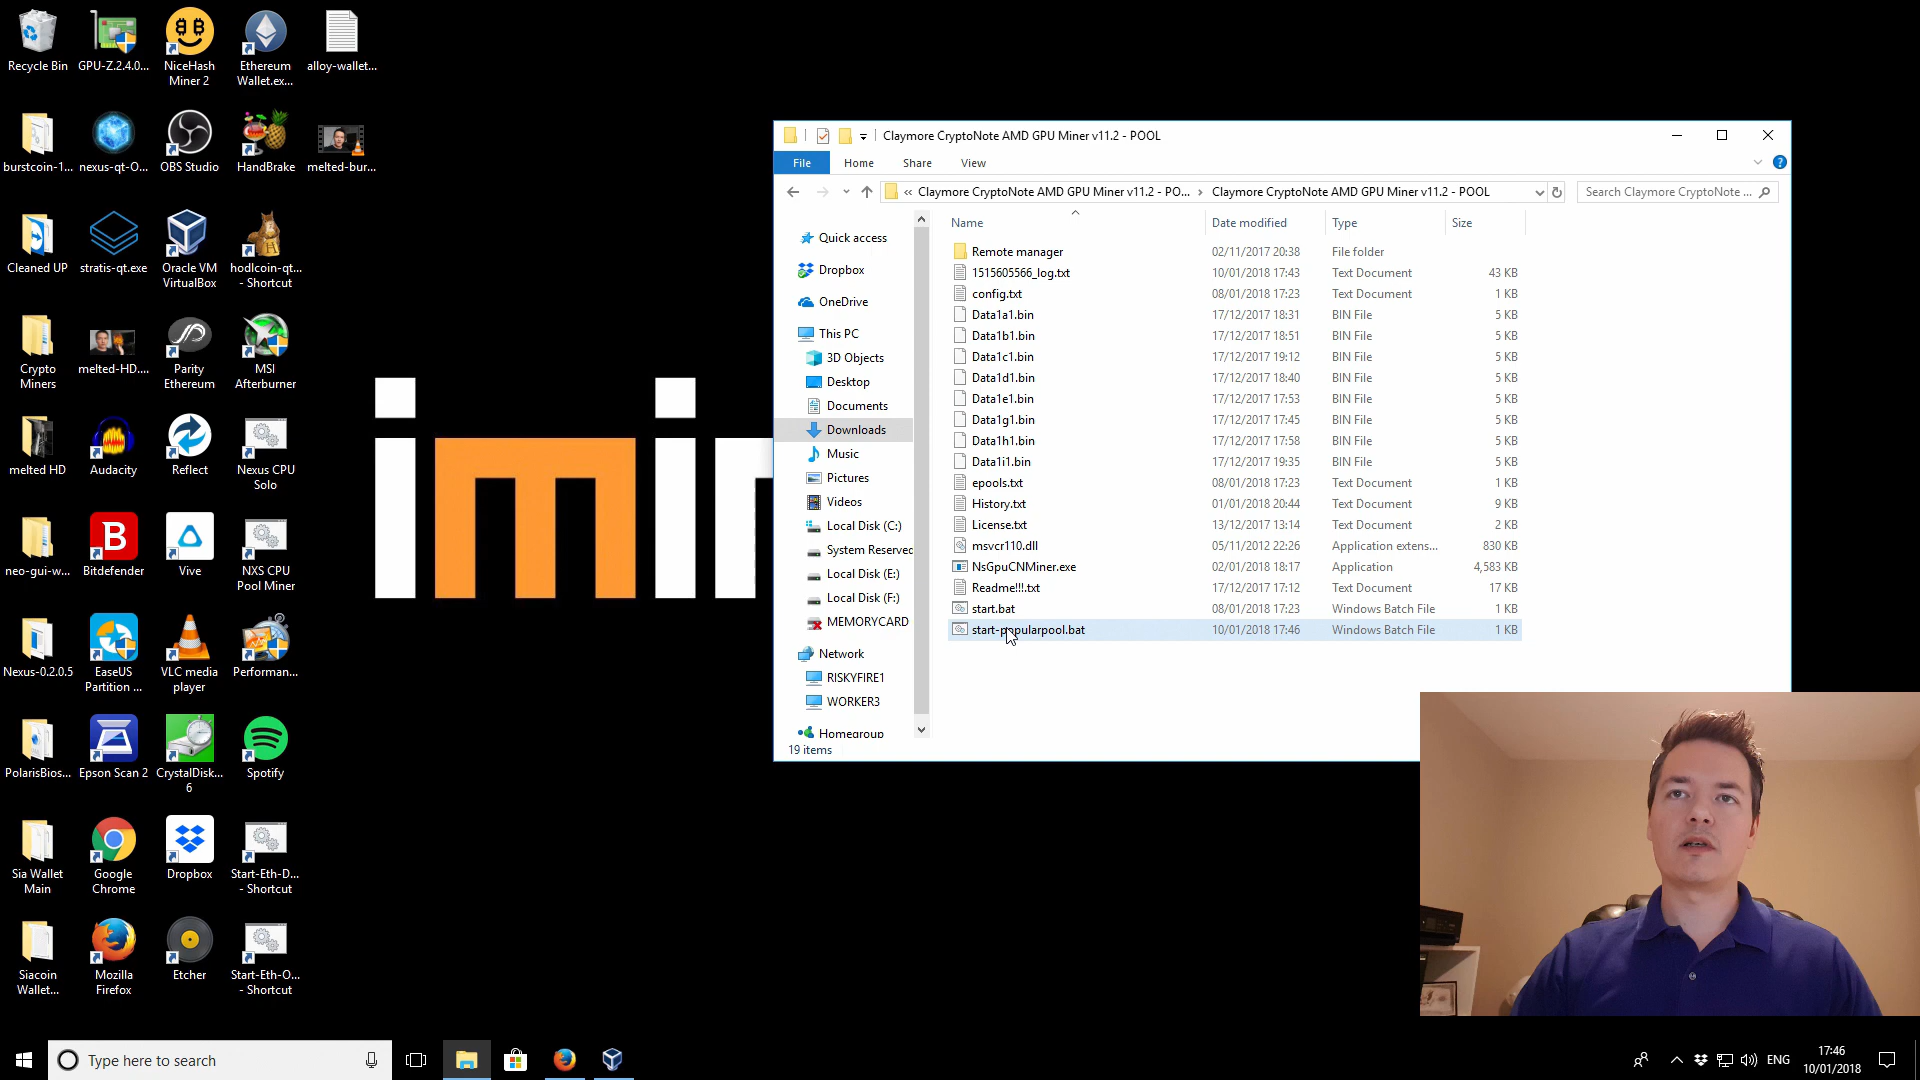 Recycle Bin
GPU-Z.2.4.0...
NiceHash
Miner 2
Ethereum
Wallet.ex...
alloy-wallet...
burstcoin-1...
nexus-qt-O...
OBS Studio
HandBrake
melted-bur...
Cleaned UP
stratis-qt.exe
Oracle VM
VirtualBox
hodlcoin-qt...
- Shortcut
Crypto
Miners
melted-HD....
Parity
Ethereum
MSI
Afterburner
melted HD
Audacity
Reflect
Nexus CPU
Solo
neo-gui-w...
Bitdefender
Vive
NXS CPU
Pool Miner
Nexus-0.2.0.5
EaseUS
Partition ...
VLC media
player
Performan...
PolarisBios...
Epson Scan 2
CrystalDisk...
6
Spotify
Sia Wallet
Main
Google
Chrome
Dropbox
Start-Eth-D...
- Shortcut
Siacoin
Wallet...
Mozilla
Firefox
Etcher
Start-Eth-O...
- Shortcut
B
H
imin
Claymore CryptoNote AMD GPU Miner v11.2 - POOL
File Home Share View
« Claymore CryptoNote AMD GPU Miner v11.2 - PO... › Claymore CryptoNote AMD GPU Miner v11.2 - POOL
Search Claymore CryptoNote ...
Quick access
Dropbox
OneDrive
This PC
3D Objects
Desktop
Documents
Downloads
Music
Pictures
Videos
Local Disk (C:)
System Reserved
Local Disk (E:)
Local Disk (F:)
MEMORYCARD
Network
RISKYFIRE1
WORKER3
Homegroup
Name Date modified Type Size
Remote manager 02/11/2017 20:38 File folder
1515605566_log.txt 10/01/2018 17:43 Text Document 43 KB
config.txt 08/01/2018 17:23 Text Document 1 KB
Data1a1.bin 17/12/2017 18:31 BIN File 5 KB
Data1b1.bin 17/12/2017 18:51 BIN File 5 KB
Data1c1.bin 17/12/2017 19:12 BIN File 5 KB
Data1d1.bin 17/12/2017 18:40 BIN File 5 KB
Data1e1.bin 17/12/2017 17:53 BIN File 5 KB
Data1g1.bin 17/12/2017 17:45 BIN File 5 KB
Data1h1.bin 17/12/2017 17:58 BIN File 5 KB
Data1i1.bin 17/12/2017 19:35 BIN File 5 KB
epools.txt 08/01/2018 17:23 Text Document 1 KB
History.txt 01/01/2018 20:44 Text Document 9 KB
License.txt 13/12/2017 13:14 Text Document 2 KB
msvcr110.dll 05/11/2012 22:26 Application extens... 830 KB
NsGpuCNMiner.exe 02/01/2018 18:17 Application 4,583 KB
Readme!!!.txt 17/12/2017 17:12 Text Document 17 KB
start.bat 08/01/2018 17:23 Windows Batch File 1 KB
start-popularpool.bat 10/01/2018 17:46 Windows Batch File 1 KB
19 items
Type here to search
ENG
17:46
10/01/2018